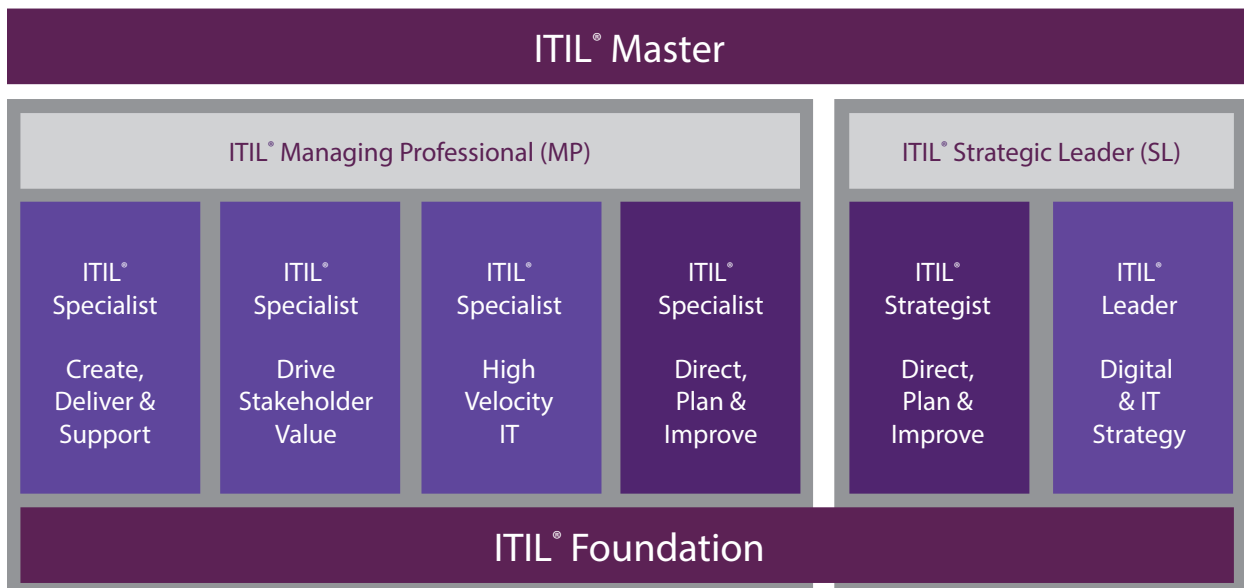 ITIL® Master
ITIL® Managing Professional (MP)
ITIL® Strategic Leader (SL)
ITIL®
Specialist
Create,
Deliver &
Support
ITIL®
Specialist
Drive
Stakeholder
Value
ITIL®
Specialist
High
Velocity
IT
ITIL®
Specialist
Direct,
Plan &
Improve
ITIL®
Strategist
Direct,
Plan &
Improve
ITIL®
Leader
Digital
& IT
Strategy
ITIL® Foundation